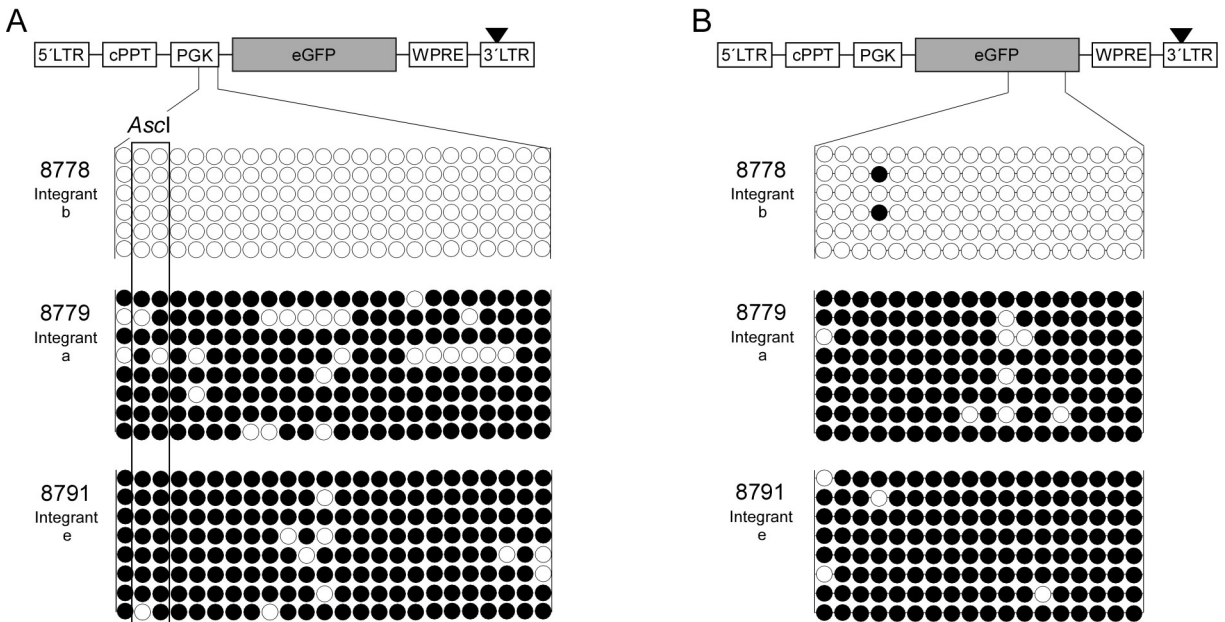 A
5´LTR cPPT PGK eGFP WPRE 3´LTR
AscI
8778
Integrant
b
8779
Integrant
a
8791
Integrant
e
B
5´LTR cPPT PGK eGFP WPRE 3´LTR
8778
Integrant
b
8779
Integrant
a
8791
Integrant
e